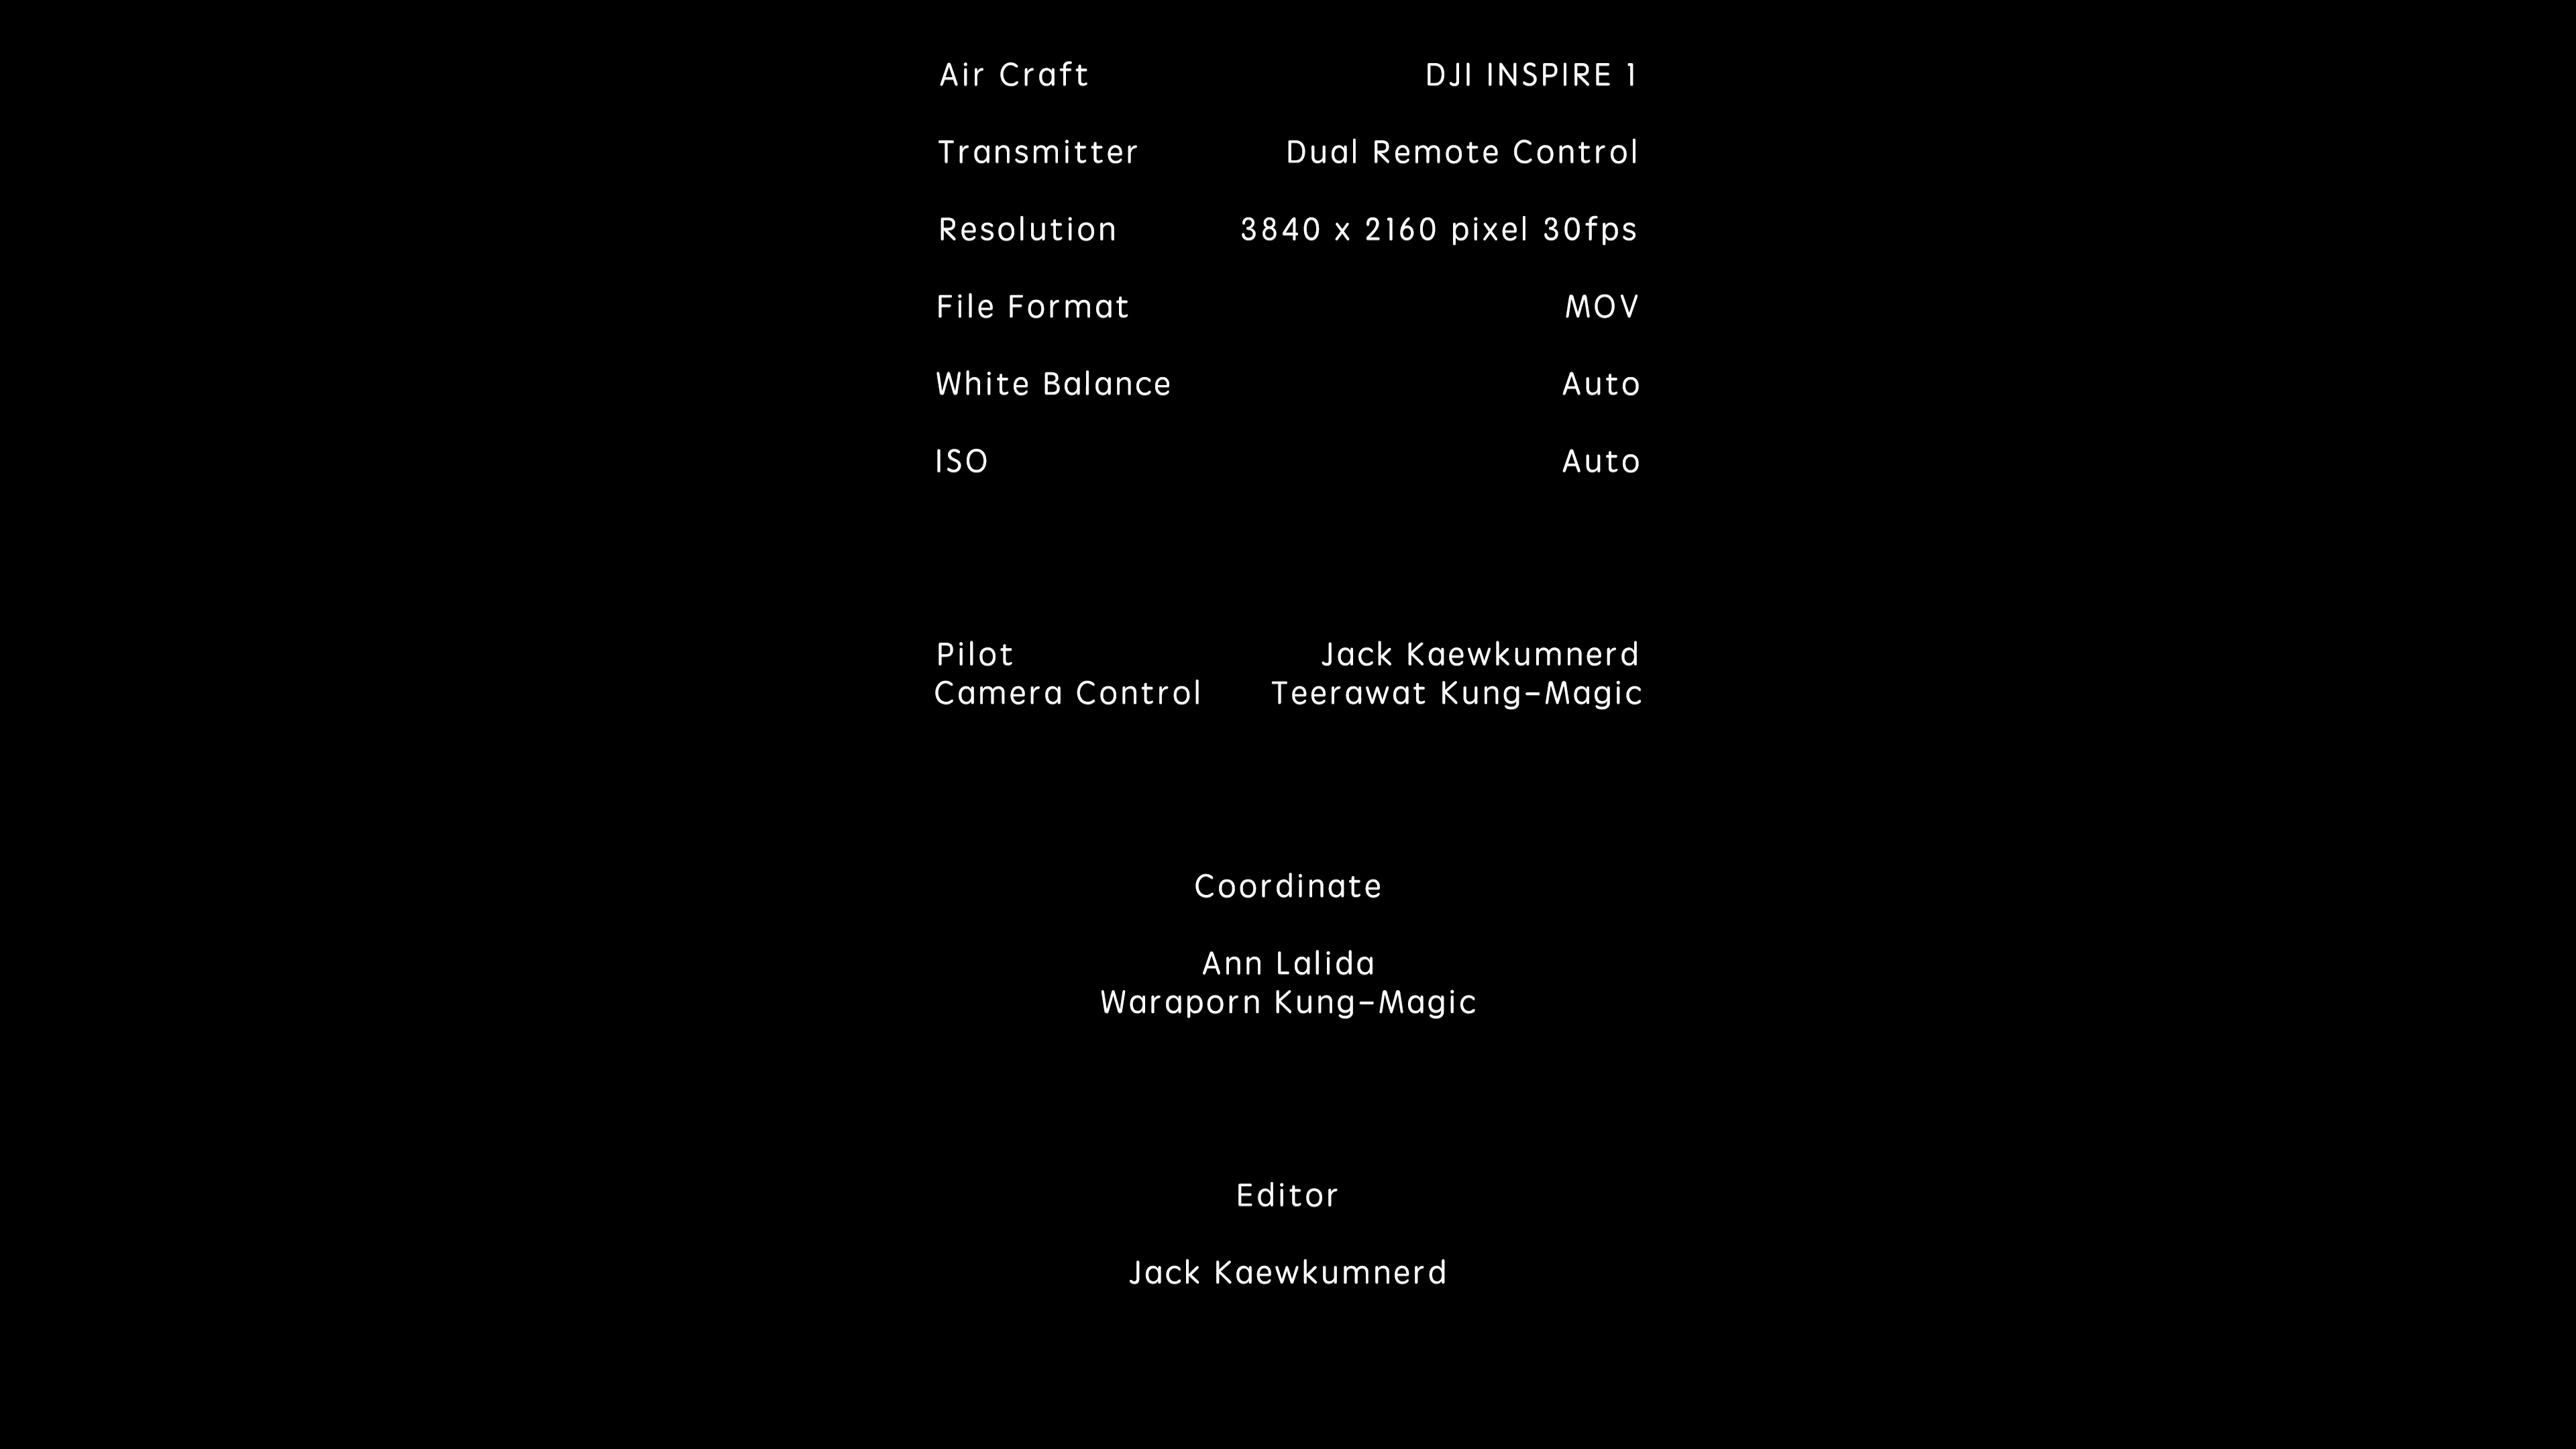 Air Craft DJI INSPIRE 1
Transmitter Dual Remote Control
Resolution 3840 x 2160 pixel 30fps
File Format MOV
White Balance Auto
ISO Auto
Pilot Jack Kaewkumnerd
Camera Control Teerawat Kung-Magic
Coordinate
Ann Lalida
Waraporn Kung-Magic
Editor
Jack Kaewkumnerd